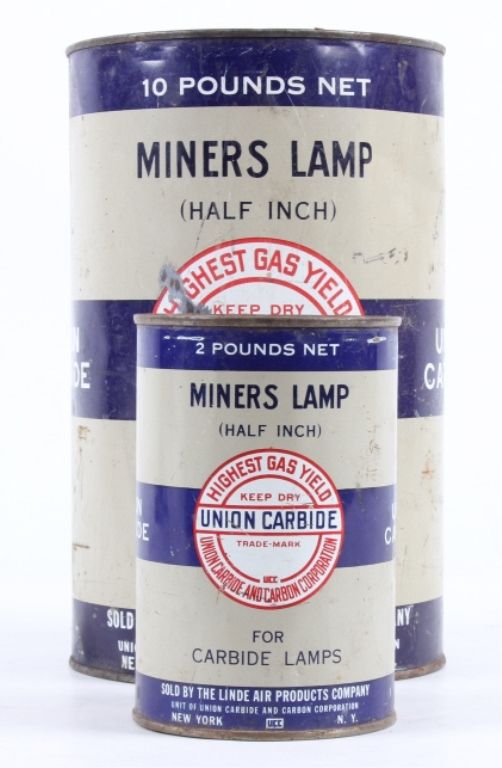 10 POUNDS NET
MINERS LAMP
(HALF INCH)
HIGHEST GAS YIELD
KEEP DRY
2 POUNDS NET
MINERS LAMP
(HALF INCH)
HIGHEST GAS YIELD
KEEP DRY
UNION CARBIDE
TRADE-MARK
UCC
UNION CARBIDE AND CARBON CORPORATION
FOR
CARBIDE LAMPS
SOLD BY THE LINDE AIR PRODUCTS COMPANY
UNIT OF UNION CARBIDE AND CARBON CORPORATION
NEW YORK UCC N. Y.
SOLD